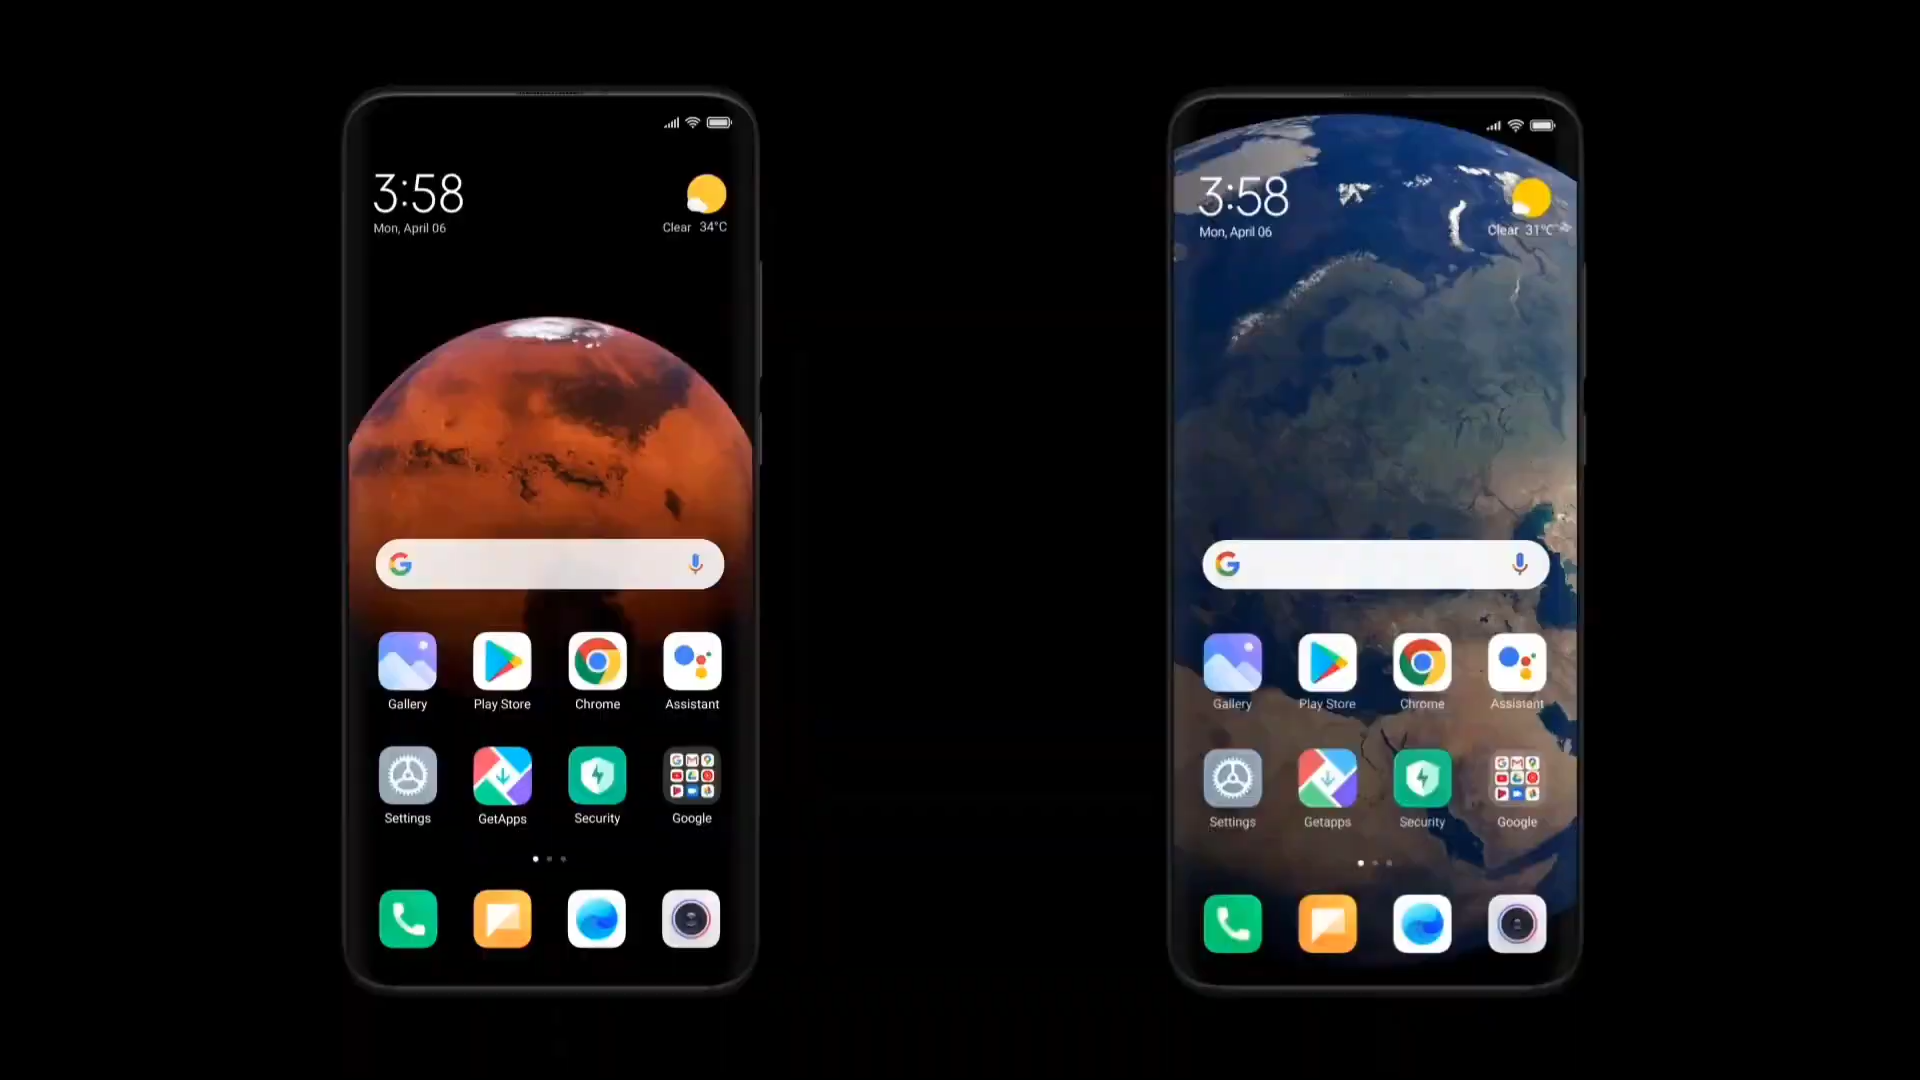 3:58
Mon, April 06
Clear 34°C
Gallery
Play Store
Chrome
Assistant
Settings
GetApps
Security
Google
3:58
Mon, April 06
Clear 31°C
Gallery
Play Store
Chrome
Assistant
Settings
Getapps
Security
Google